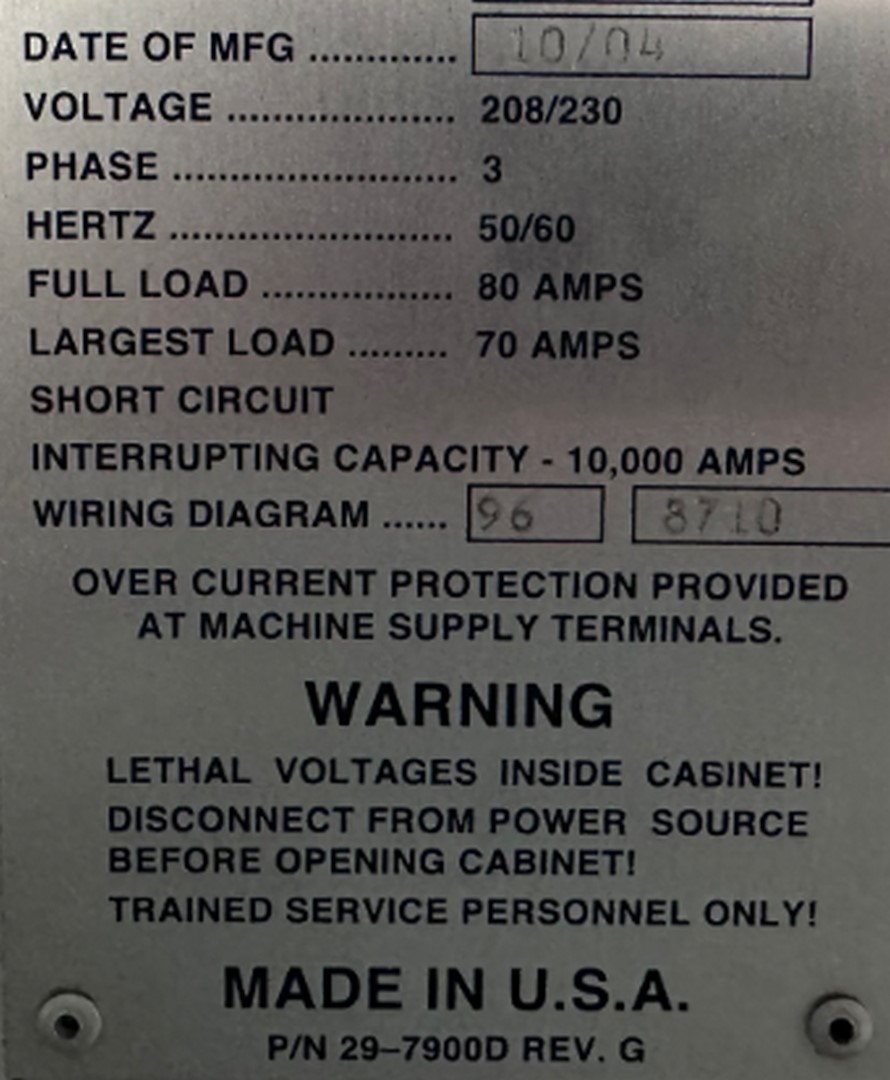 DATE OF MFG ............. 10/04
VOLTAGE .................... 208/230
PHASE ......................... 3
HERTZ ......................... 50/60
FULL LOAD ................. 80 AMPS
LARGEST LOAD ......... 70 AMPS
SHORT CIRCUIT
INTERRUPTING CAPACITY - 10,000 AMPS
WIRING DIAGRAM ...... 96 8710
OVER CURRENT PROTECTION PROVIDED
AT MACHINE SUPPLY TERMINALS.
WARNING
LETHAL VOLTAGES INSIDE CABINET!
DISCONNECT FROM POWER SOURCE
BEFORE OPENING CABINET!
TRAINED SERVICE PERSONNEL ONLY!
MADE IN U.S.A.
P/N 29–7900D REV. G